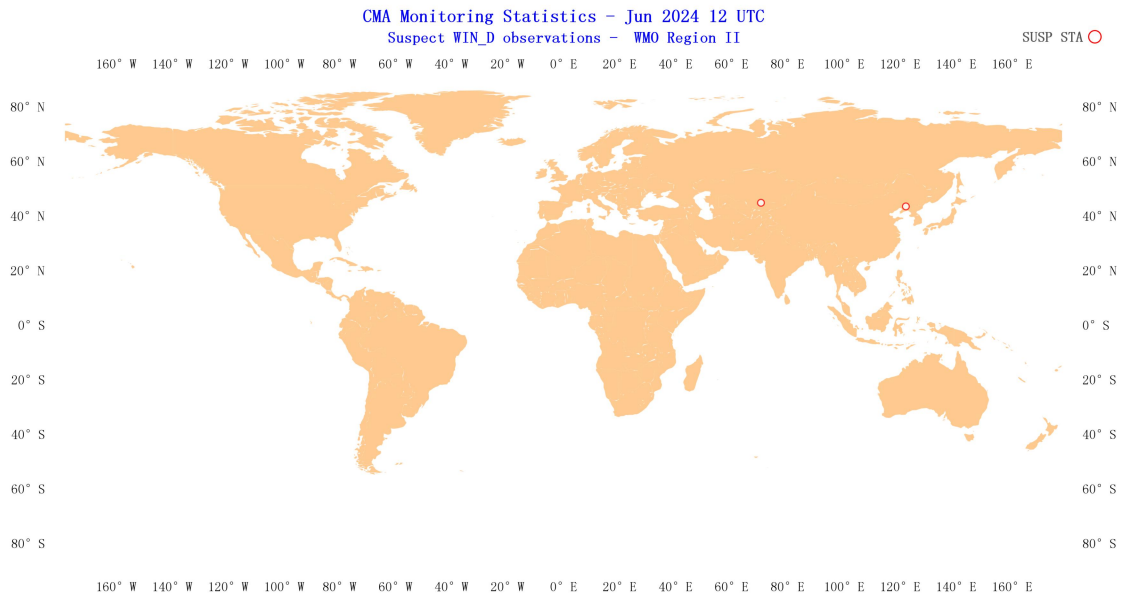 CMA Monitoring Statistics - Jun 2024 12 UTC
Suspect WIN_D observations - WMO Region II
SUSP STA
160° W 140° W 120° W 100° W 80° W 60° W 40° W 20° W 0° E 20° E 40° E 60° E 80° E 100° E 120° E 140° E 160° E
80° N 80° N
60° N 60° N
40° N 40° N
20° N 20° N
0° S 0° S
20° S 20° S
40° S 40° S
60° S 60° S
80° S 80° S
160° W 140° W 120° W 100° W 80° W 60° W 40° W 20° W 0° E 20° E 40° E 60° E 80° E 100° E 120° E 140° E 160° E